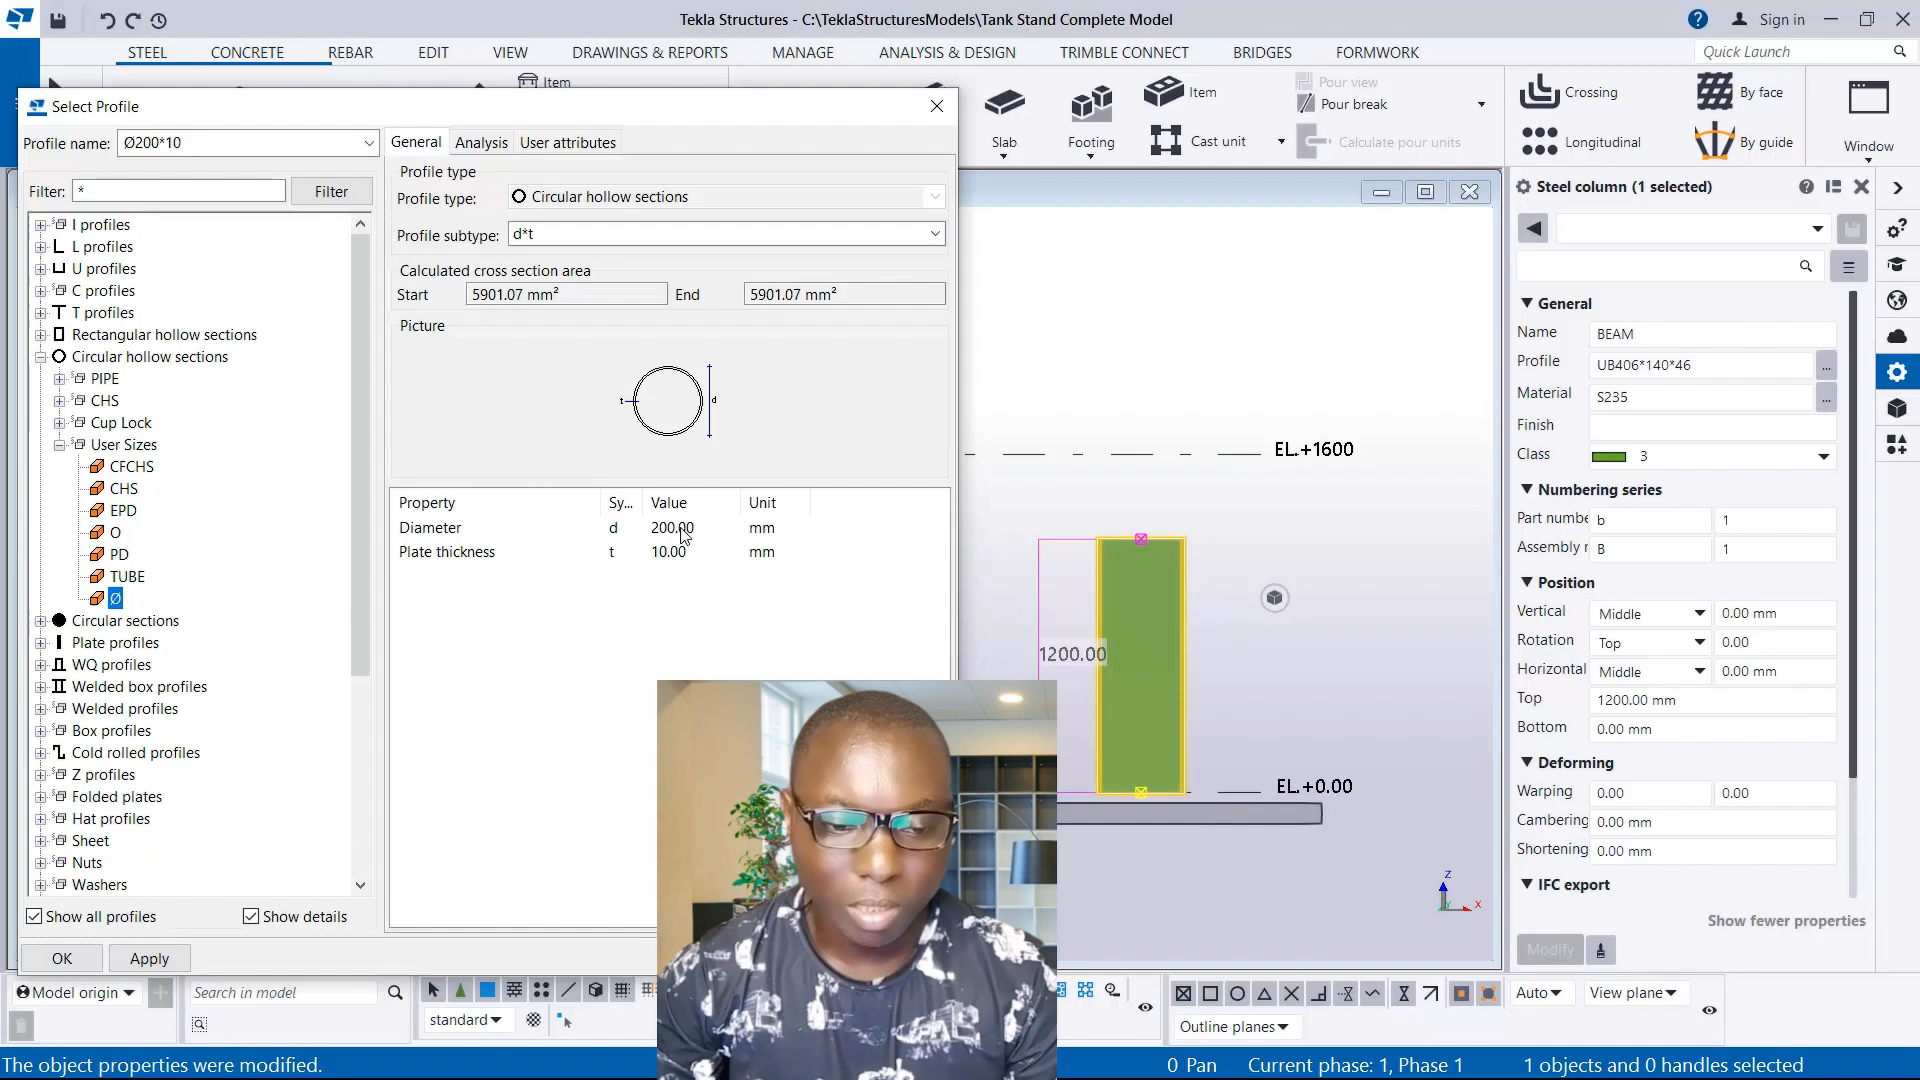 Tekla Structures - C:\TeklaStructuresModels\Tank Stand Complete Model
Sign in
STEEL CONCRETE REBAR EDIT VIEW DRAWINGS & REPORTS MANAGE ANALYSIS & DESIGN TRIMBLE CONNECT BRIDGES FORMWORK Quick Launch
Item
Slab
Footing
Item
Cast unit
Pour view
Pour break
Calculate pour units
Crossing
Longitudinal
By face
By guide
Window
Select Profile
Profile name: Ø200*10
Filter: * Filter
I profiles
L profiles
U profiles
C profiles
T profiles
Rectangular hollow sections
Circular hollow sections
PIPE
CHS
Cup Lock
User Sizes
CFCHS
CHS
EPD
O
PD
TUBE
Ø
Circular sections
Plate profiles
WQ profiles
Welded box profiles
Welded profiles
Box profiles
Cold rolled profiles
Z profiles
Folded plates
Hat profiles
Sheet
Nuts
Washers
Show all profiles Show details
OK Apply
General Analysis User attributes
Profile type
Profile type: Circular hollow sections
Profile subtype: d*t
Calculated cross section area
Start 5901.07 mm² End 5901.07 mm²
Picture
t d
Property Sy... Value Unit
Diameter d 200.00 mm
Plate thickness t 10.00 mm
EL.+1600
1200.00
EL.+0.00
Z
Y
X
Steel column (1 selected)
General
Name BEAM
Profile UB406*140*46 ...
Material S235 ...
Finish
Class 3
Numbering series
Part numbe b 1
Assembly r B 1
Position
Vertical Middle 0.00 mm
Rotation Top 0.00
Horizontal Middle 0.00 mm
Top 1200.00 mm
Bottom 0.00 mm
Deforming
Warping 0.00 0.00
Cambering 0.00 mm
Shortening 0.00 mm
IFC export
Show fewer properties
Modify
Model origin Search in model
standard
Auto View plane
Outline planes
The object properties were modified. 0 Pan Current phase: 1, Phase 1 1 objects and 0 handles selected